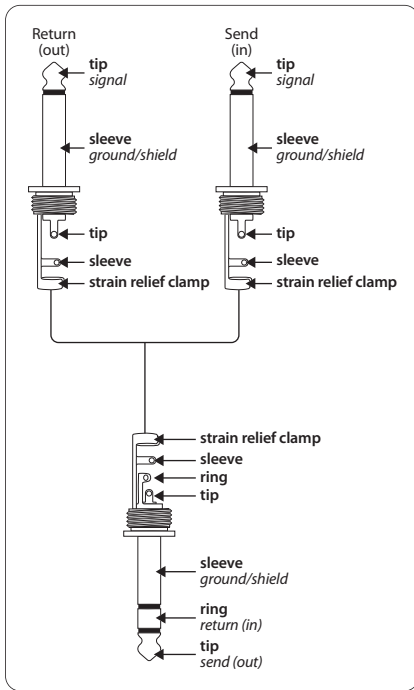 Return
(out)
Send
(in)
tip
signal
tip
signal
sleeve
ground/shield
sleeve
ground/shield
tip
tip
sleeve
sleeve
strain relief clamp
strain relief clamp
strain relief clamp
sleeve
ring
tip
sleeve
ground/shield
ring
return (in)
tip
send (out)